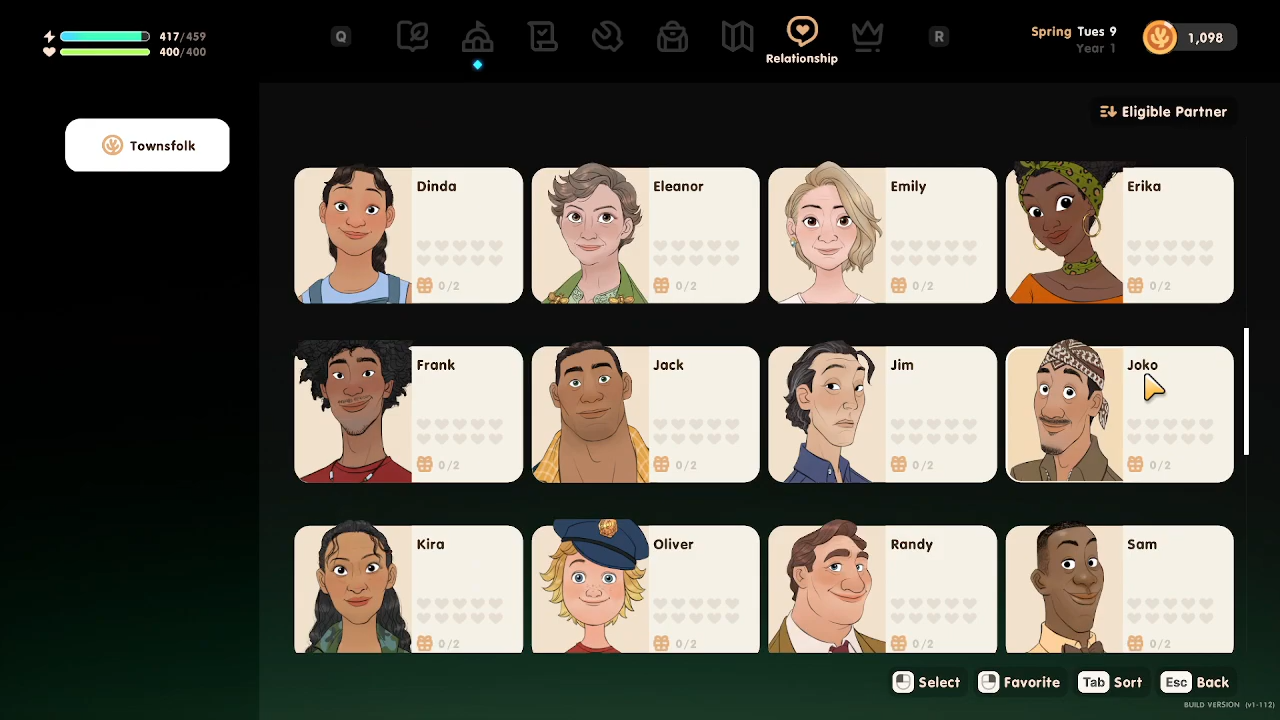 417/459
400/400
Q
R
Relationship
Spring Tues 9
Year 1
1,098
Townsfolk
Eligible Partner
Dinda
0/2
Eleanor
0/2
Emily
0/2
Erika
0/2
Frank
0/2
Jack
0/2
Jim
0/2
Joko
0/2
Kira
0/2
Oliver
0/2
Randy
0/2
Sam
0/2
Select
Favorite
Tab Sort
Esc Back
BUILD VERSION (v1-112)